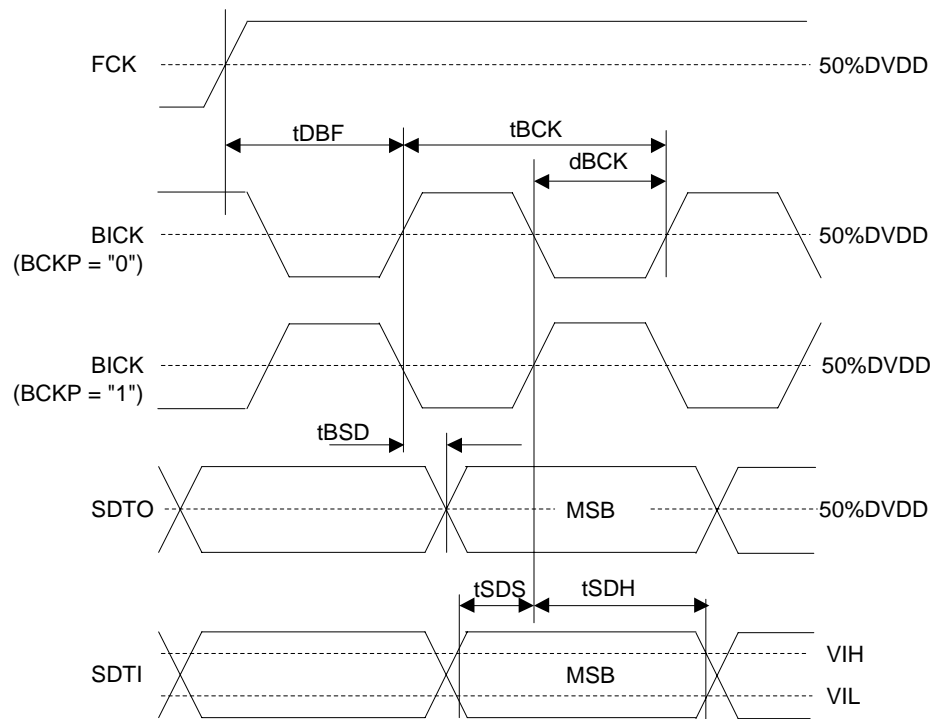 FCK
50%DVDD
tDBF
tBCK
dBCK
BICK
(BCKP = "0")
50%DVDD
BICK
(BCKP = "1")
50%DVDD
tBSD
SDTO
MSB
50%DVDD
tSDS
tSDH
SDTI
MSB
VIH
VIL